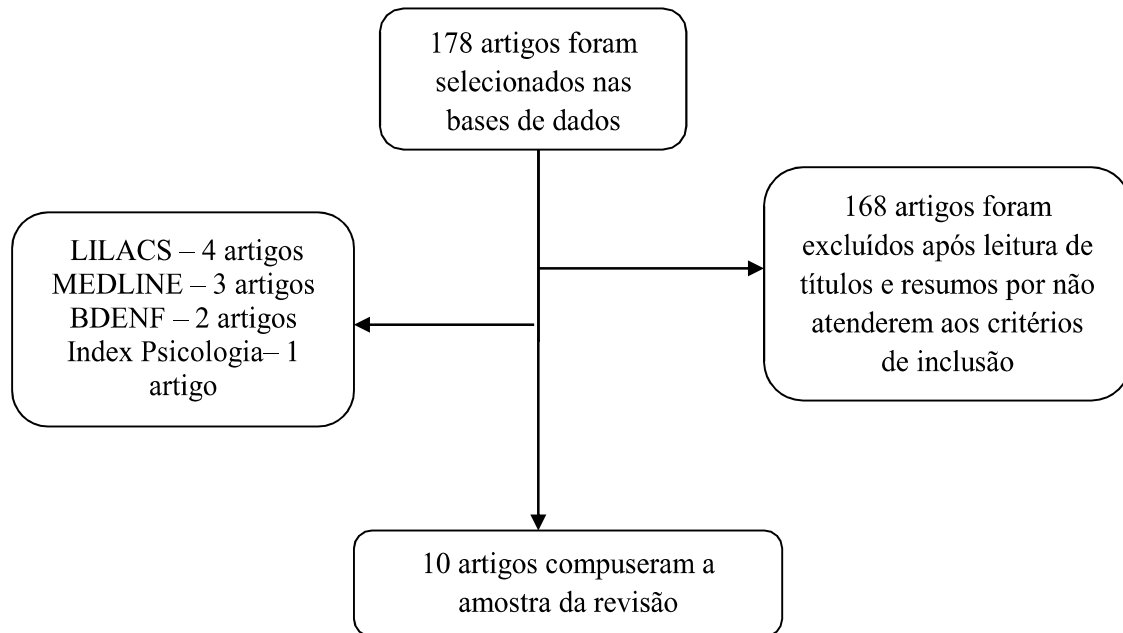 178 artigos foram
selecionados nas
bases de dados
LILACS – 4 artigos
MEDLINE – 3 artigos
BDENF – 2 artigos
Index Psicologia– 1
artigo
168 artigos foram
excluídos após leitura de
títulos e resumos por não
atenderem aos critérios
de inclusão
10 artigos compuseram a
amostra da revisão